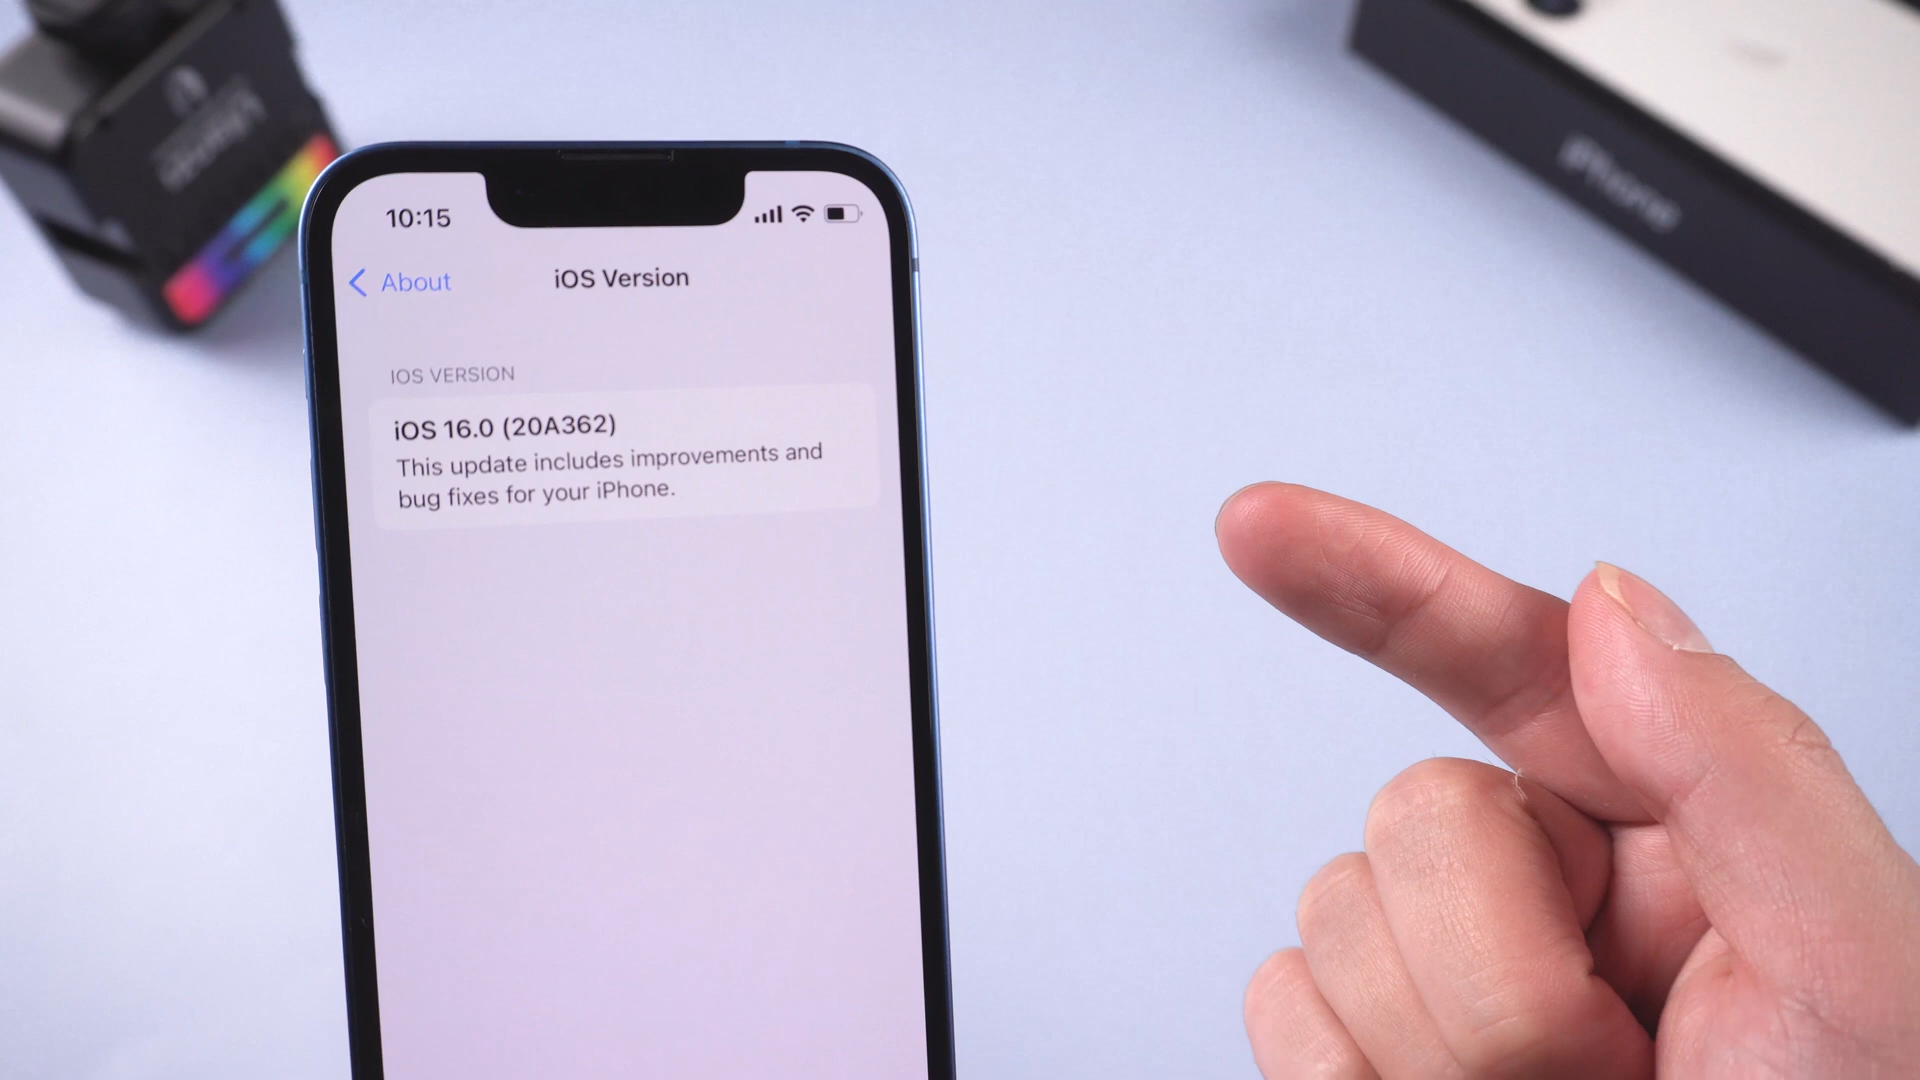 10:15
About
iOS Version
IOS VERSION
iOS 16.0 (20A362)
This update includes improvements and
bug fixes for your iPhone.
iPhone